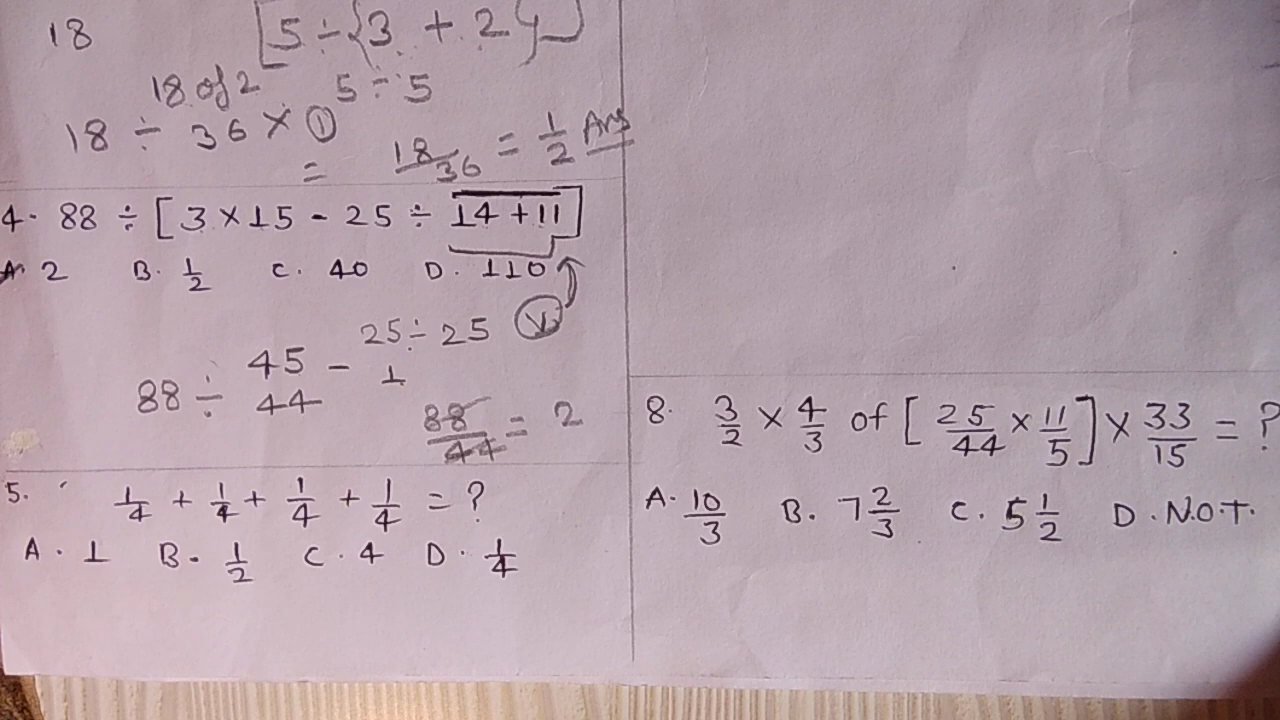 18 [5 ÷ {3 + 2}]
18 of 2 5 ÷ 5
18 ÷ 36 × 1
= 18/36 = 1/2 Ans
4. 88 ÷ [3 × 15 - 25 ÷ 14 + 11]
A. 2 B. 1/2 C. 40 D. 110
25 ÷ 25 V.
45 - 1
88 ÷ 44
88/44 = 2
5. 1/4 + 1/4 + 1/4 + 1/4 = ?
A. 1 B. 1/2 C. 4 D. 1/4
8. 3/2 × 4/3 of [25/44 × 11/5] × 33/15 = ?
A. 10/3 B. 7 2/3 C. 5 1/2 D. N.O.T.